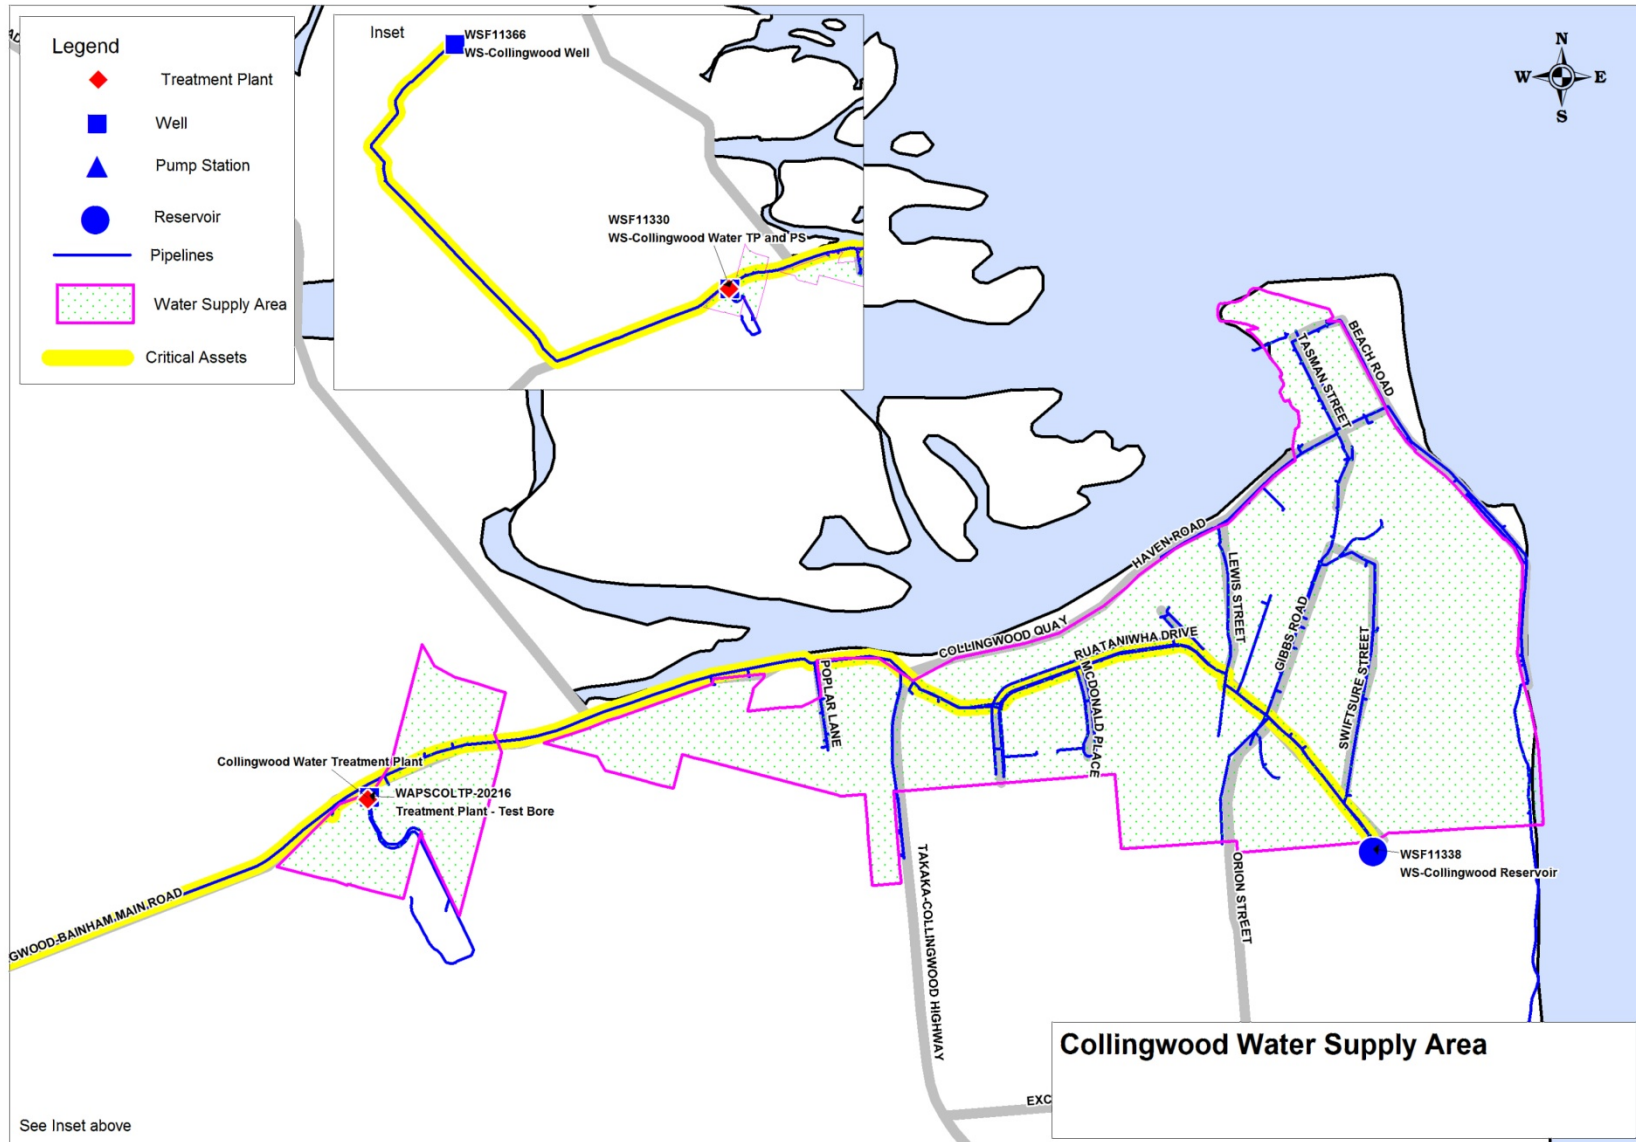 Legend
Treatment Plant
Well
Pump Station
Reservoir
Pipelines
Water Supply Area
Critical Assets
Inset
WSF11366
WS-Collingwood Well
WSF11330
WS-Collingwood Water TP and PS
N
W
E
S
BEACH ROAD
TASMAN STREET
HAVEN ROAD
LEWIS STREET
COLLINGWOOD QUAY
RUATANIWHA DRIVE
GIBBS ROAD
SWIFTSURE STREET
POPLAR LANE
MCDONALD PLACE
Collingwood Water Treatment Plant
WAPSCOLTP-20216
Treatment Plant - Test Bore
WSF11338
WS-Collingwood Reservoir
GWOOD-BAINHAM MAIN ROAD
TAKAKA-COLLINGWOOD HIGHWAY
ORION STREET
EXC
Collingwood Water Supply Area
See Inset above